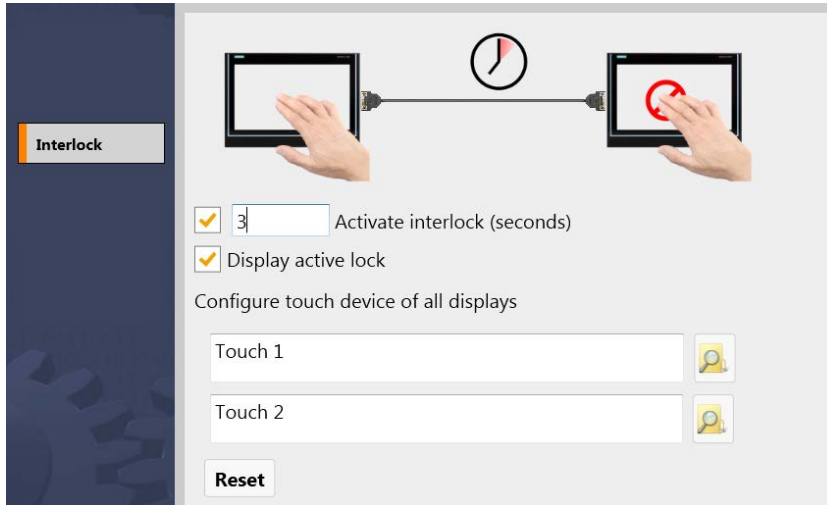 Interlock
3 Activate interlock (seconds)
Display active lock
Configure touch device of all displays
Touch 1
Touch 2
Reset